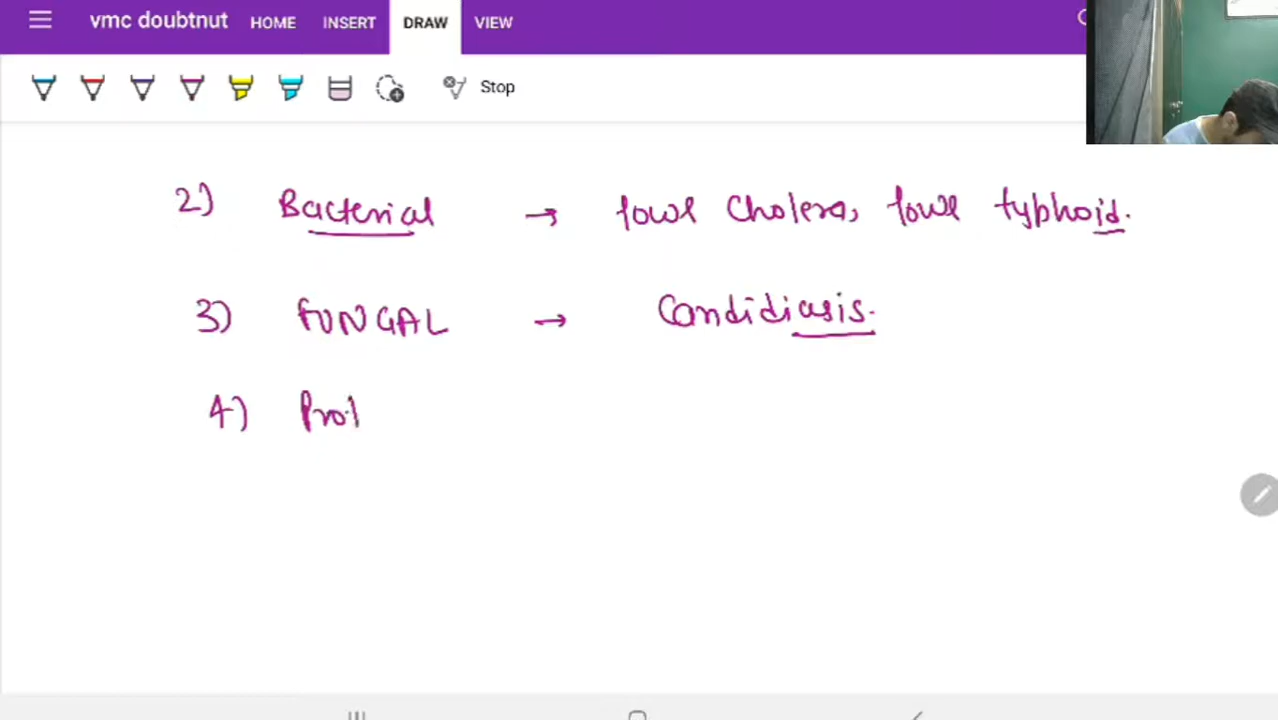 vmc doubtnut HOME INSERT DRAW VIEW
Stop
2) Bacterial → fowl Cholera, fowl typhoid.
3) FUNGAL → Candidiasis.
4) Prot